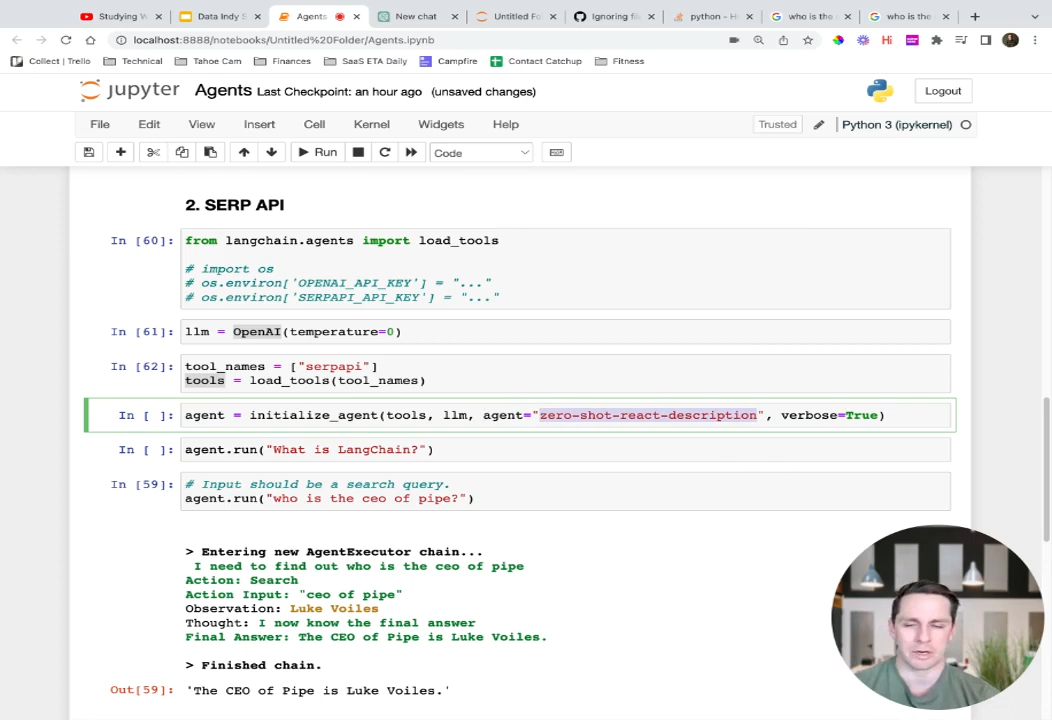 Studying W
Data Indy S
Agents
New chat
Untitled Fo
Ignoring fil
python - H
who is the
who is the
localhost:8888/notebooks/Untitled%20Folder/Agents.ipynb
Hi
Collect | Trello
Technical
Tahoe Cam
Finances
SaaS ETA Daily
Campfire
Contact Catchup
Fitness
jupyter Agents Last Checkpoint: an hour ago (unsaved changes)
Logout
File Edit View Insert Cell Kernel Widgets Help
Trusted
Python 3 (ipykernel)
Run
Code
2. SERP API
In [60]: from langchain.agents import load_tools
# import os
# os.environ['OPENAI_API_KEY'] = "..."
# os.environ['SERPAPI_API_KEY'] = "..."
In [61]: llm = OpenAI(temperature=0)
In [62]: tool_names = ["serpapi"]
tools = load_tools(tool_names)
In [ ]: agent = initialize_agent(tools, llm, agent="zero-shot-react-description", verbose=True)
In [ ]: agent.run("What is LangChain?")
In [59]: # Input should be a search query.
agent.run("who is the ceo of pipe?")
> Entering new AgentExecutor chain...
I need to find out who is the ceo of pipe
Action: Search
Action Input: "ceo of pipe"
Observation: Luke Voiles
Thought: I now know the final answer
Final Answer: The CEO of Pipe is Luke Voiles.
> Finished chain.
Out[59]: 'The CEO of Pipe is Luke Voiles.'